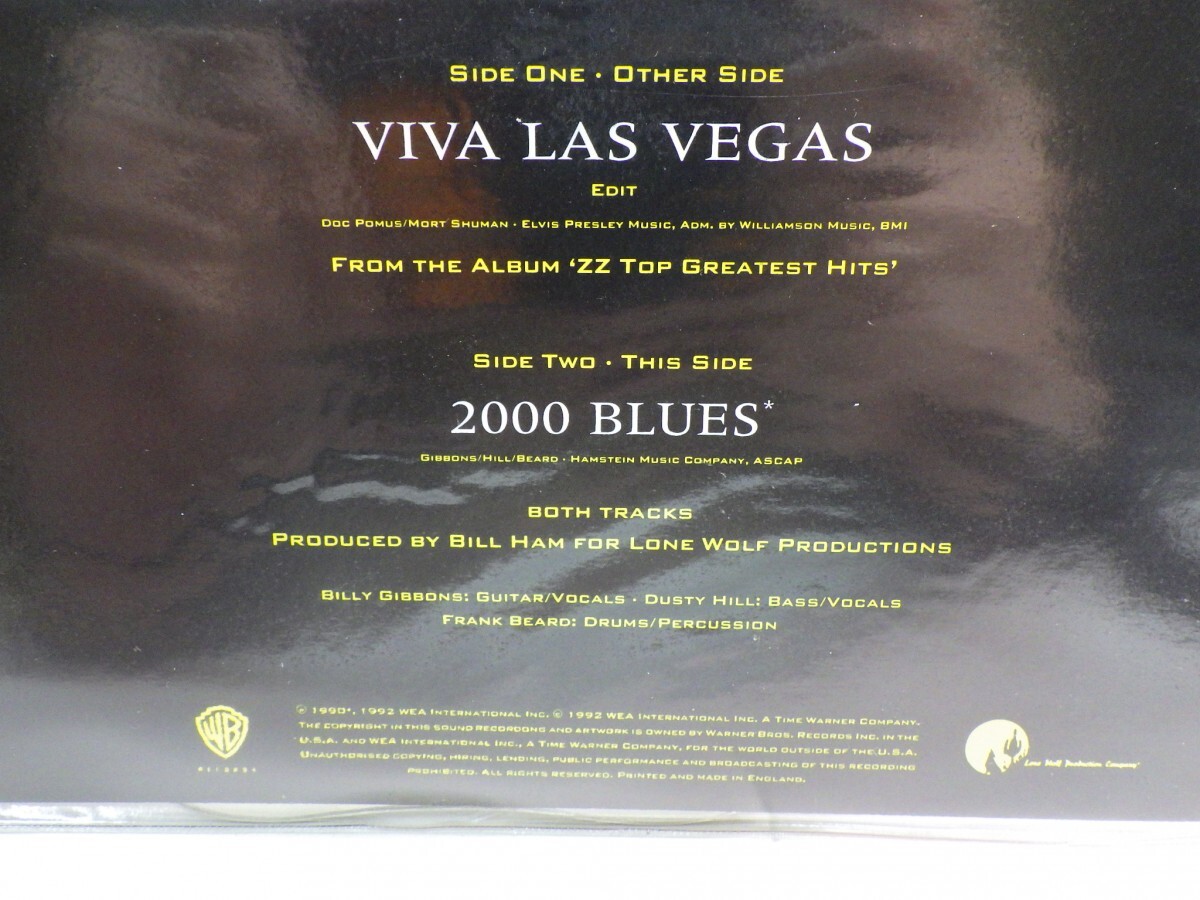 SIDE ONE · OTHER SIDE
VIVA LAS VEGAS
EDIT
DOC POMUS/MORT SHUMAN · ELVIS PRESLEY MUSIC, ADM. BY WILLIAMSON MUSIC, BMI
FROM THE ALBUM ‘ZZ TOP GREATEST HITS’
SIDE TWO · THIS SIDE
2000 BLUES*
GIBBONS/HILL/BEARD · HAMSTEIN MUSIC COMPANY, ASCAP
BOTH TRACKS
PRODUCED BY BILL HAM FOR LONE WOLF PRODUCTIONS
BILLY GIBBONS: GUITAR/VOCALS · DUSTY HILL: BASS/VOCALS
FRANK BEARD: DRUMS/PERCUSSION
℗ 1990*, 1992 WEA INTERNATIONAL INC. © 1992 WEA INTERNATIONAL INC. A TIME WARNER COMPANY.
THE COPYRIGHT IN THIS SOUND RECORDING AND ARTWORK IS OWNED BY WARNER BROS. RECORDS INC. IN THE
U.S.A. AND WEA INTERNATIONAL INC., A TIME WARNER COMPANY, FOR THE WORLD OUTSIDE OF THE U.S.A.
UNAUTHORISED COPYING, HIRING, LENDING, PUBLIC PERFORMANCE AND BROADCASTING OF THIS RECORDING
PROHIBITED. ALL RIGHTS RESERVED. PRINTED AND MADE IN ENGLAND.
WB
RECORDS
Lone Wolf Production Company